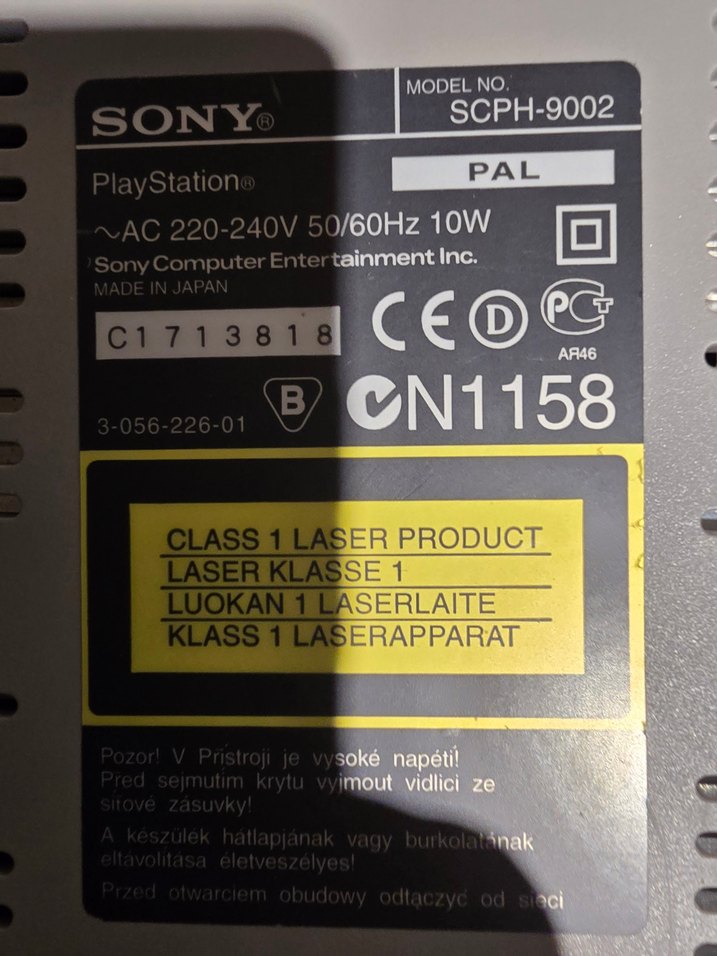 SONY®
MODEL NO.
SCPH-9002
PlayStation®
PAL
~AC 220-240V 50/60Hz 10W
Sony Computer Entertainment Inc.
MADE IN JAPAN
C1713818
CE D PCT
АЯ46
3-056-226-01
B
N1158
CLASS 1 LASER PRODUCT
LASER KLASSE 1
LUOKAN 1 LASERLAITE
KLASS 1 LASERAPPARAT
Pozor! V Přístroji je vysoké napětí!
Před sejmutím krytu vyjmout vidlici ze
síťové zásuvky!
A készülék hátlapjának vagy burkolatának
eltávolítása életveszélyes!
Przed otwarciem obudowy odtączyc od sieci